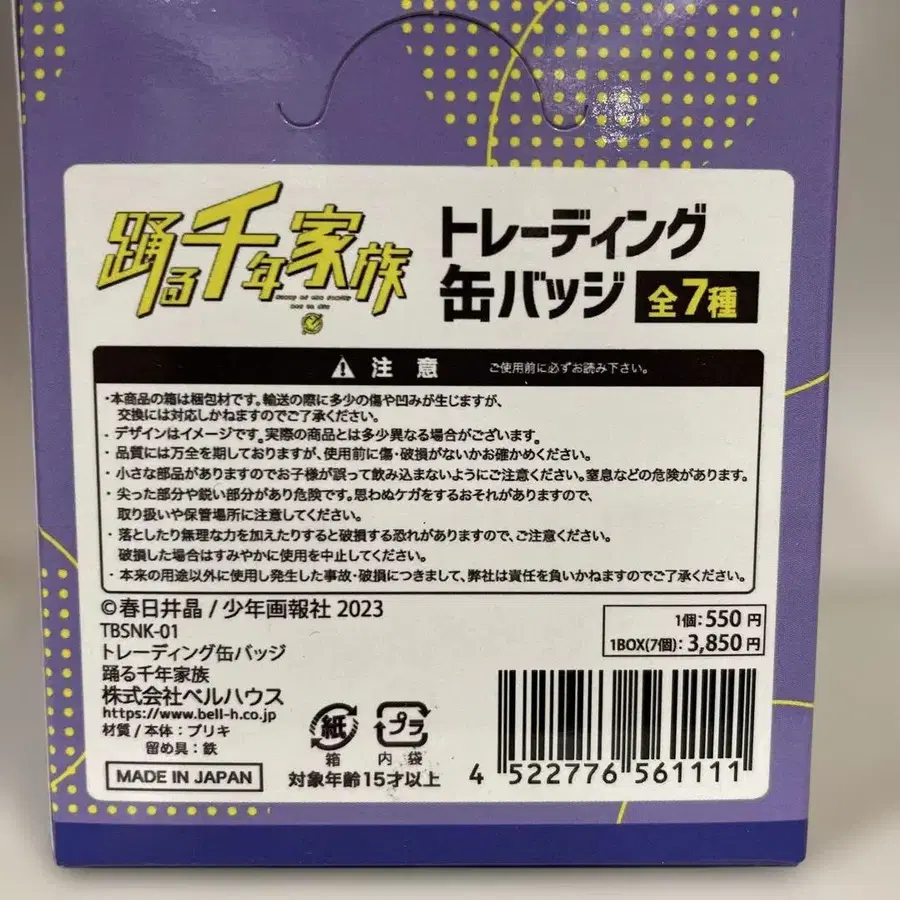 踊る千年家族
トレーディング
缶バッジ 全7種
注意 ご使用前に必ずお読み下さい。
・本商品の箱は梱包材です。輸送の際に多少の傷や凹みが生じますが、
交換には対応しかねますのでご了承ください。
・デザインはイメージです。実際の商品とは多少異なる場合がございます。
・品質には万全を期しておりますが、使用前に傷・破損がないかお確かめください。
・小さな部品がありますのでお子様が誤って飲み込まないようにご注意ください。窒息などの危険があります。
・尖った部分や鋭い部分があり危険です。思わぬケガをするおそれがありますので、
取り扱いや保管場所に注意してください。
・落としたり無理な力を加えたりすると破損する恐れがありますので、ご注意ください。
破損した場合はすみやかに使用を中止してください。
・本来の用途以外に使用し発生した事故・破損につきまして、弊社は責任を負いかねますのでご了承ください。
©春日井晶 / 少年画報社 2023
TBSNK-01
トレーディング缶バッジ
踊る千年家族
株式会社ベルハウス
https://www.bell-h.co.jp
材質 / 本体：ブリキ
留め具：鉄
MADE IN JAPAN
紙 プラ
箱 内袋
対象年齢15才以上
1個：550円
1BOX(7個)：3,850円
4 522776 561111